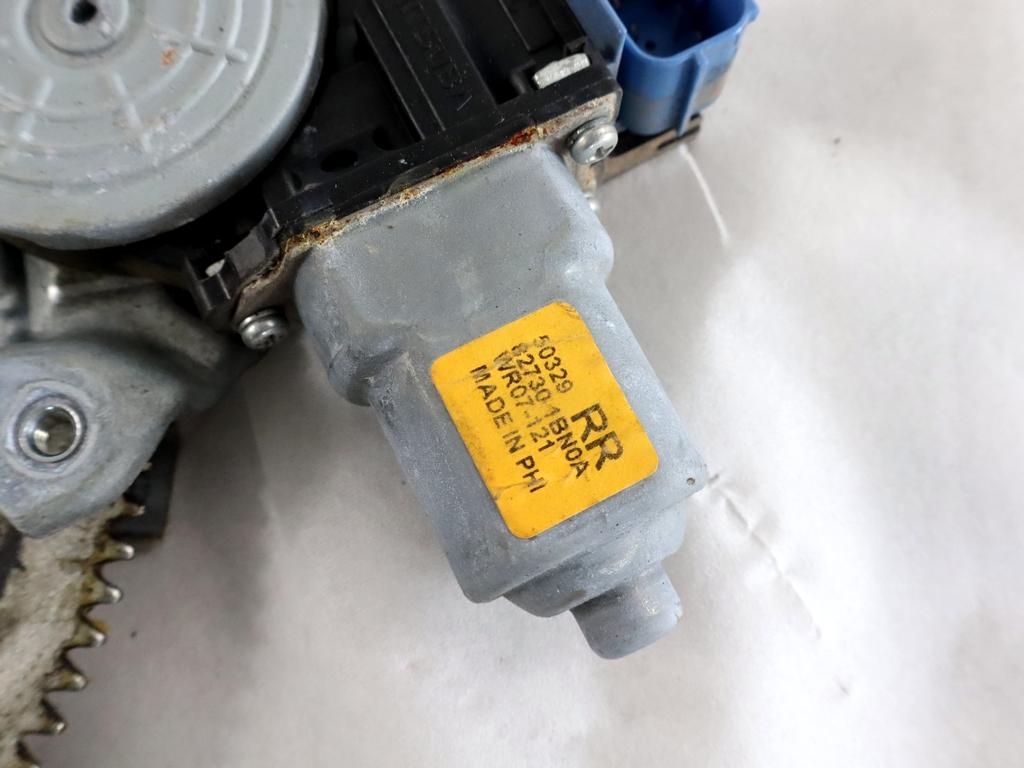 50329
82730 1BN0A
WR07-121
MADE IN PHI
RR